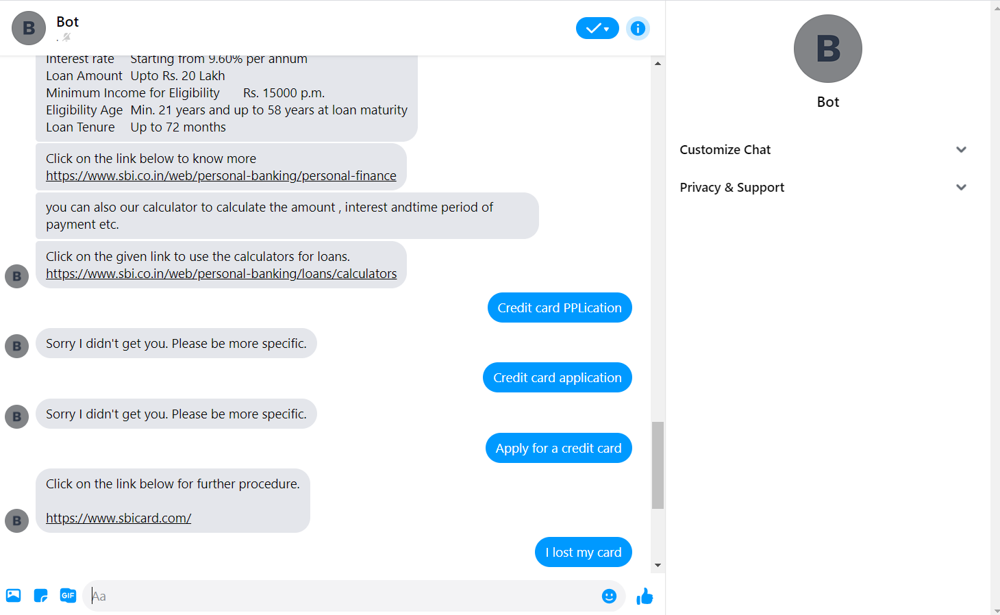 B
Bot
.
Interest rate Starting from 9.60% per annum
Loan Amount Upto Rs. 20 Lakh
Minimum Income for Eligibility Rs. 15000 p.m.
Eligibility Age Min. 21 years and up to 58 years at loan maturity
Loan Tenure Up to 72 months
Click on the link below to know more
https://www.sbi.co.in/web/personal-banking/personal-finance
you can also our calculator to calculate the amount , interest andtime period of
payment etc.
Click on the given link to use the calculators for loans.
B
https://www.sbi.co.in/web/personal-banking/loans/calculators
Credit card PPLication
B
Sorry I didn't get you. Please be more specific.
Credit card application
B
Sorry I didn't get you. Please be more specific.
Apply for a credit card
Click on the link below for further procedure.
B
https://www.sbicard.com/
I lost my card
GIF
Aa
B
Bot
Customize Chat
Privacy & Support